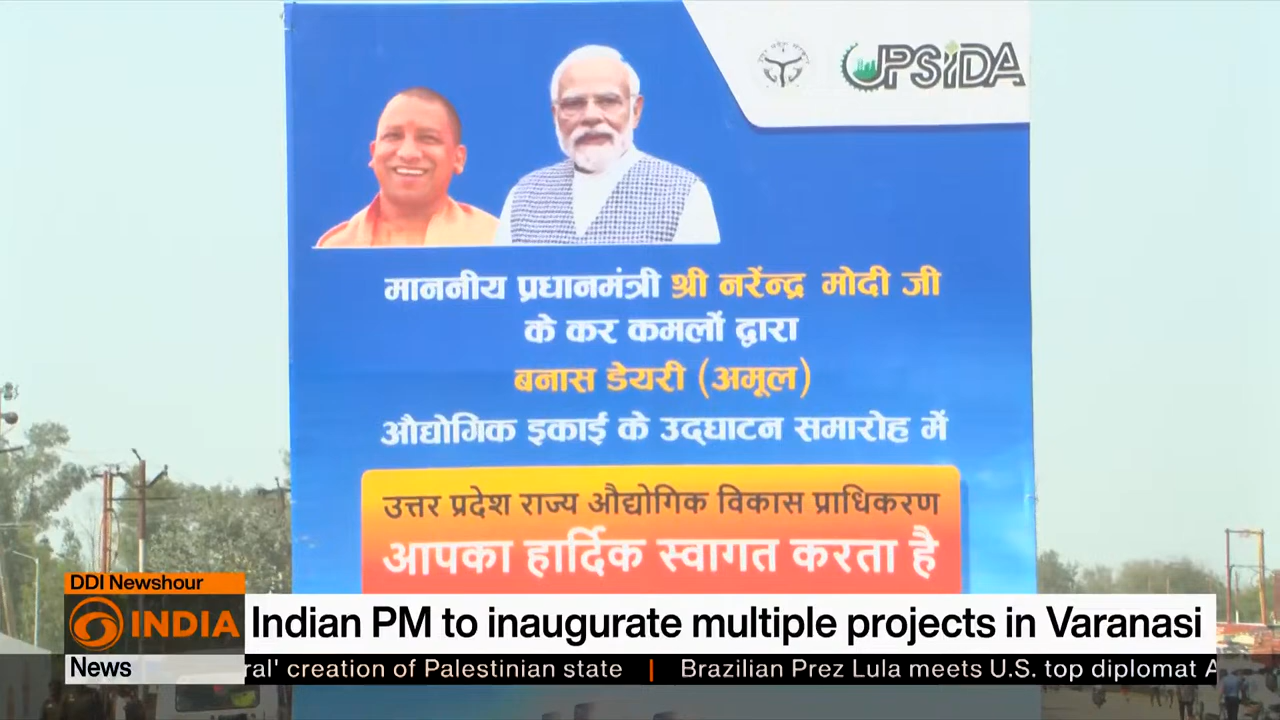 UPSIDA
माननीय प्रधानमंत्री श्री नरेन्द्र मोदी जी
के कर कमलों द्वारा
बनास डेयरी (अमूल)
औद्योगिक इकाई के उद्घाटन समारोह में
उत्तर प्रदेश राज्य औद्योगिक विकास प्राधिकरण
आपका हार्दिक स्वागत करता है
DDI Newshour
INDIA
Indian PM to inaugurate multiple projects in Varanasi
News
ral' creation of Palestinian state | Brazilian Prez Lula meets U.S. top diplomat A